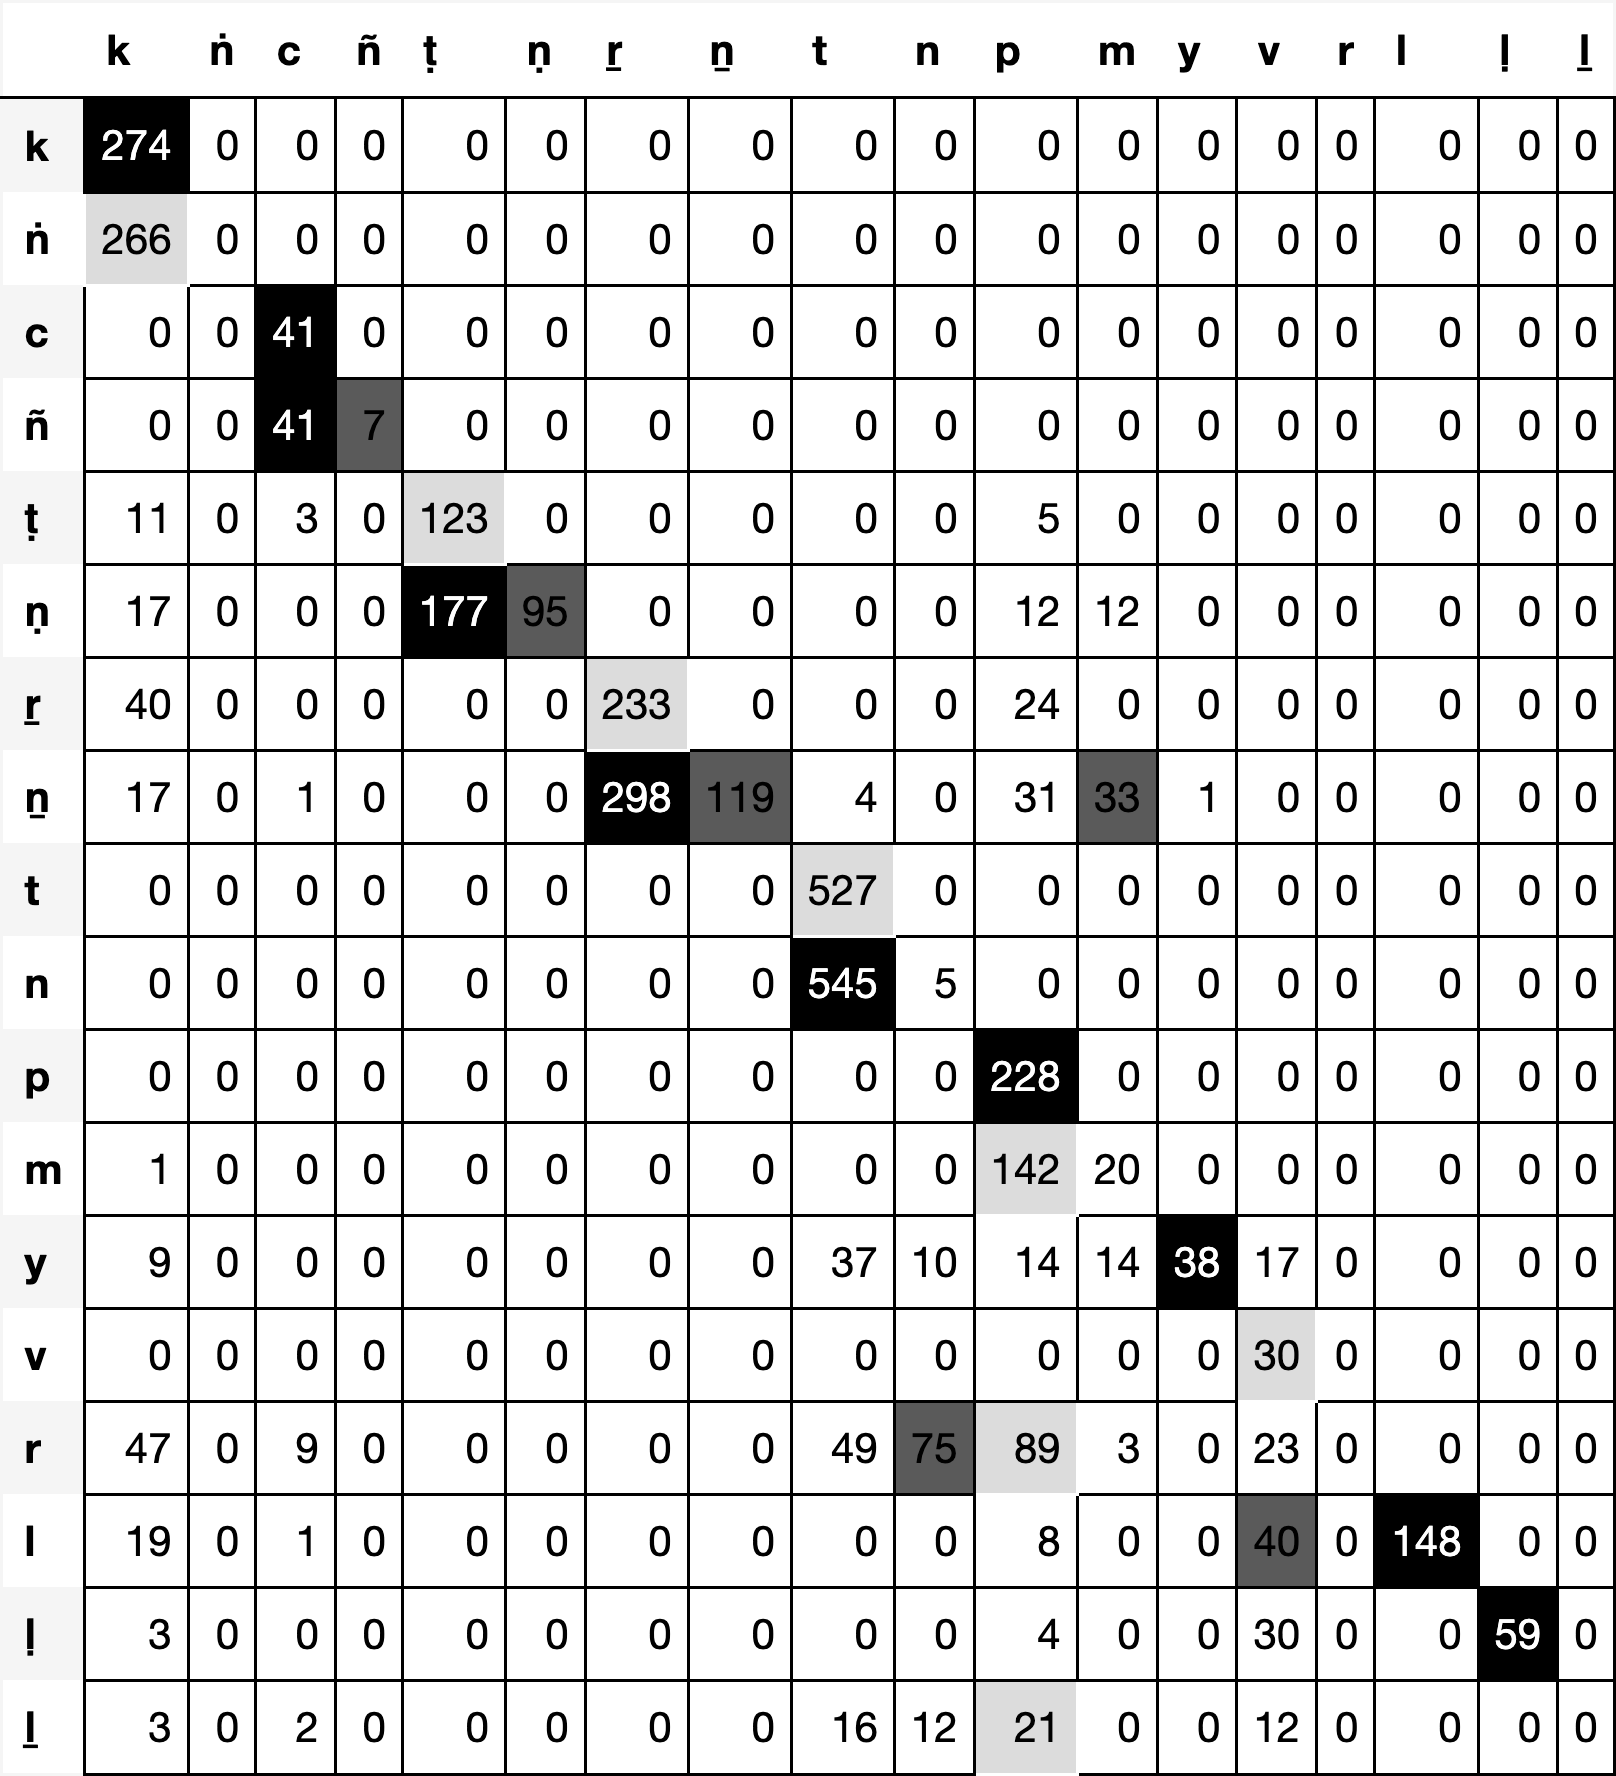 k ṅ c ñ ṭ ṇ ṟ ṉ t n p m y v r l ḷ ḻ
k 274 0 0 0 0 0 0 0 0 0 0 0 0 0 0 0 0 0
ṅ 266 0 0 0 0 0 0 0 0 0 0 0 0 0 0 0 0 0
c 0 0 41 0 0 0 0 0 0 0 0 0 0 0 0 0 0 0
ñ 0 0 41 7 0 0 0 0 0 0 0 0 0 0 0 0 0 0
ṭ 11 0 3 0 123 0 0 0 0 0 5 0 0 0 0 0 0 0
ṇ 17 0 0 0 177 95 0 0 0 0 12 12 0 0 0 0 0 0
ṟ 40 0 0 0 0 0 233 0 0 0 24 0 0 0 0 0 0 0
ṉ 17 0 1 0 0 0 298 119 4 0 31 33 1 0 0 0 0 0
t 0 0 0 0 0 0 0 0 527 0 0 0 0 0 0 0 0 0
n 0 0 0 0 0 0 0 0 545 5 0 0 0 0 0 0 0 0
p 0 0 0 0 0 0 0 0 0 0 228 0 0 0 0 0 0 0
m 1 0 0 0 0 0 0 0 0 0 142 20 0 0 0 0 0 0
y 9 0 0 0 0 0 0 0 37 10 14 14 38 17 0 0 0 0
v 0 0 0 0 0 0 0 0 0 0 0 0 0 30 0 0 0 0
r 47 0 9 0 0 0 0 0 49 75 89 3 0 23 0 0 0 0
l 19 0 1 0 0 0 0 0 0 0 8 0 0 40 0 148 0 0
ḷ 3 0 0 0 0 0 0 0 0 0 4 0 0 30 0 0 59 0
ḻ 3 0 2 0 0 0 0 0 16 12 21 0 0 12 0 0 0 0